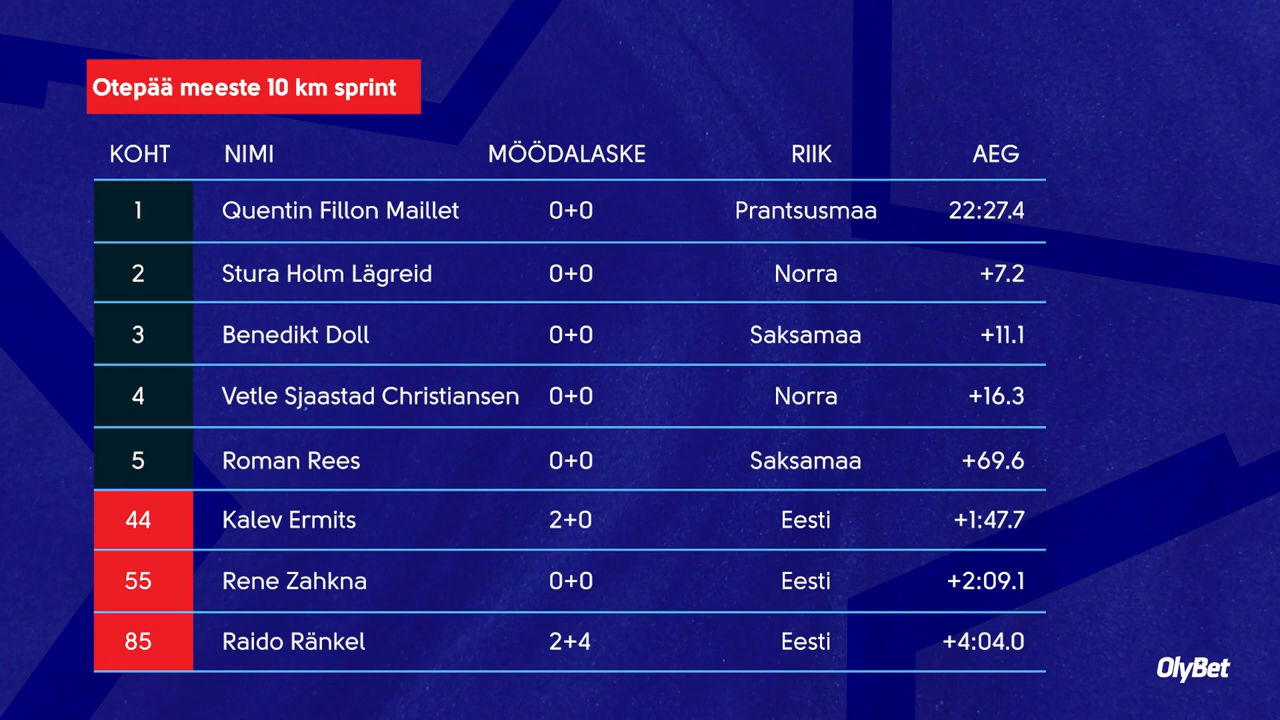 Otepää meeste 10 km sprint
KOHT NIMI MÖÖDALASKE RIIK AEG
1 Quentin Fillon Maillet 0+0 Prantsusmaa 22:27.4
2 Stura Holm Lägreid 0+0 Norra +7.2
3 Benedikt Doll 0+0 Saksamaa +11.1
4 Vetle Sjaastad Christiansen 0+0 Norra +16.3
5 Roman Rees 0+0 Saksamaa +69.6
44 Kalev Ermits 2+0 Eesti +1:47.7
55 Rene Zahkna 0+0 Eesti +2:09.1
85 Raido Ränkel 2+4 Eesti +4:04.0
OlyBet